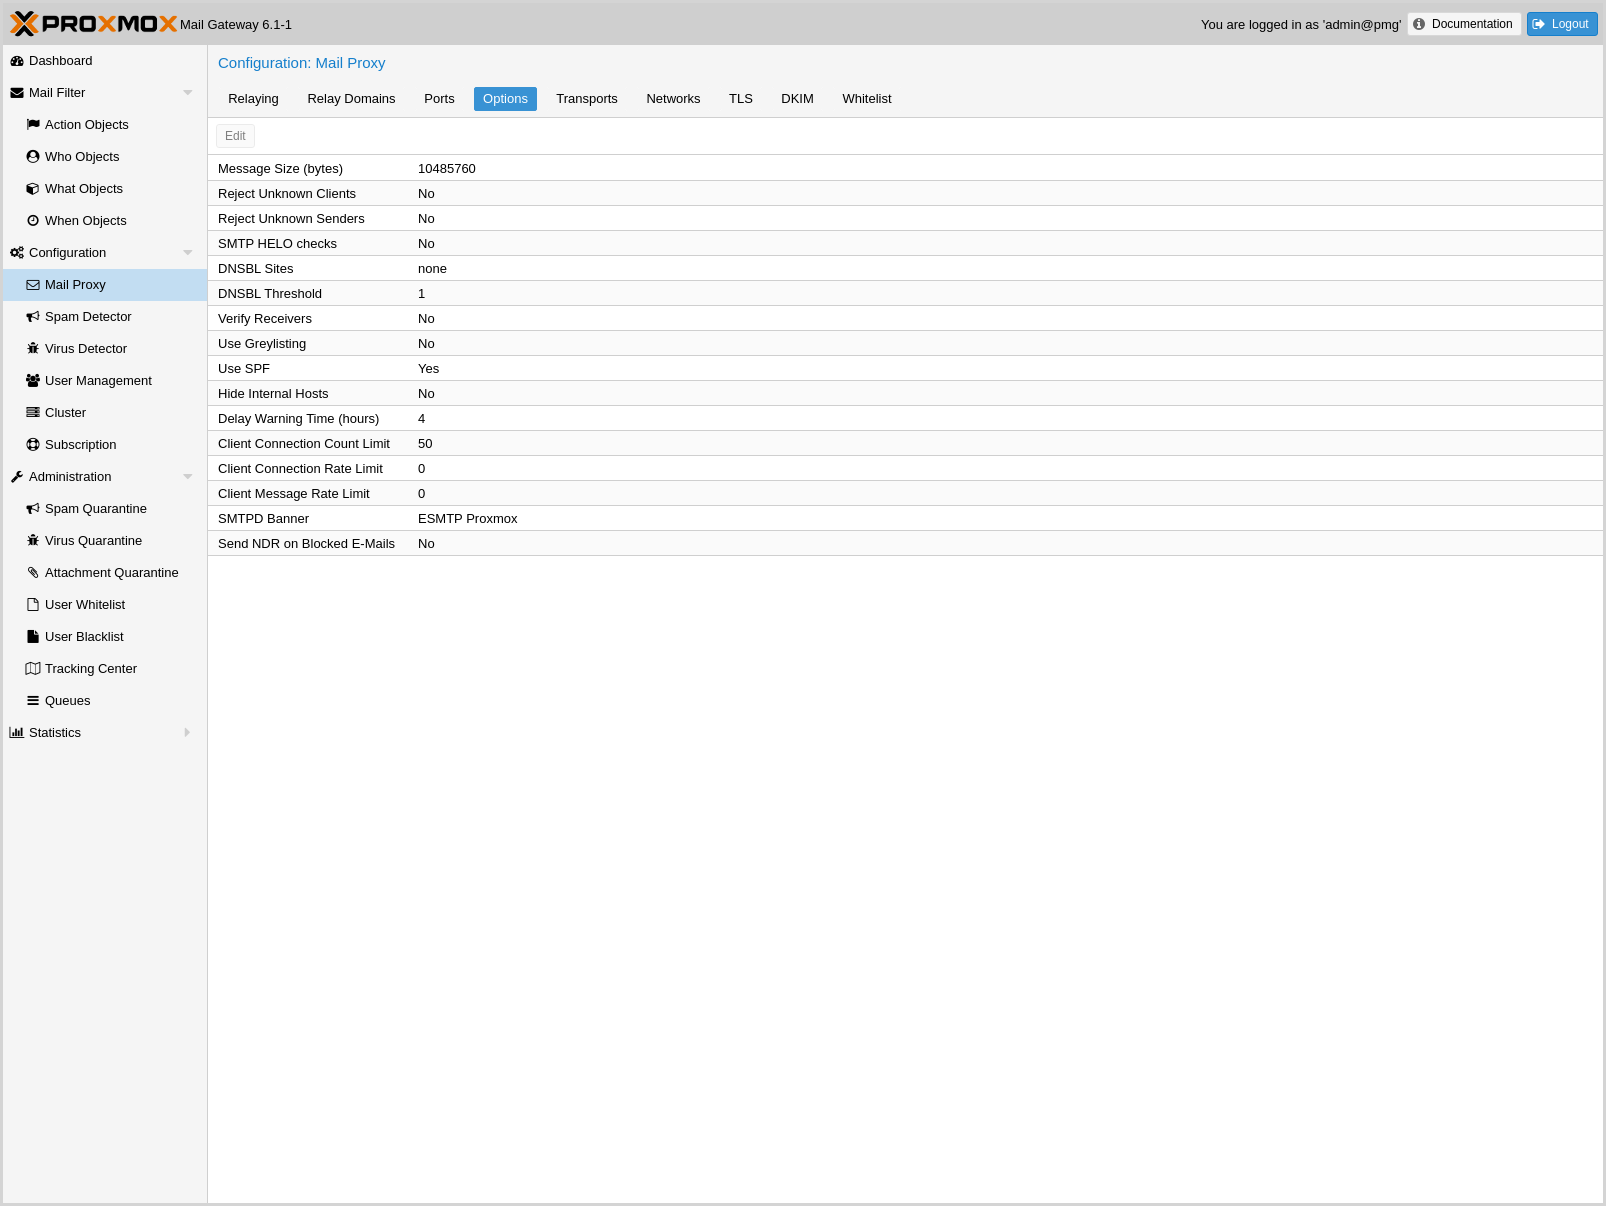 PROXMOX Mail Gateway 6.1-1
You are logged in as 'admin@pmg'
Documentation
Logout
Dashboard
Mail Filter
Action Objects
Who Objects
What Objects
When Objects
Configuration
Mail Proxy
Spam Detector
Virus Detector
User Management
Cluster
Subscription
Administration
Spam Quarantine
Virus Quarantine
Attachment Quarantine
User Whitelist
User Blacklist
Tracking Center
Queues
Statistics
Configuration: Mail Proxy
Relaying Relay Domains Ports Options Transports Networks TLS DKIM Whitelist
Edit
Message Size (bytes) 10485760
Reject Unknown Clients No
Reject Unknown Senders No
SMTP HELO checks No
DNSBL Sites none
DNSBL Threshold 1
Verify Receivers No
Use Greylisting No
Use SPF Yes
Hide Internal Hosts No
Delay Warning Time (hours) 4
Client Connection Count Limit 50
Client Connection Rate Limit 0
Client Message Rate Limit 0
SMTPD Banner ESMTP Proxmox
Send NDR on Blocked E-Mails No